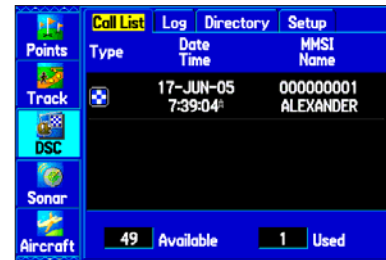 Call List Log Directory Setup
Points
Type Date Time MMSI Name
Track
17-JUN-05 000000001
7:39:04 ALEXANDER
DSC
Sonar
Aircraft
49 Available 1 Used